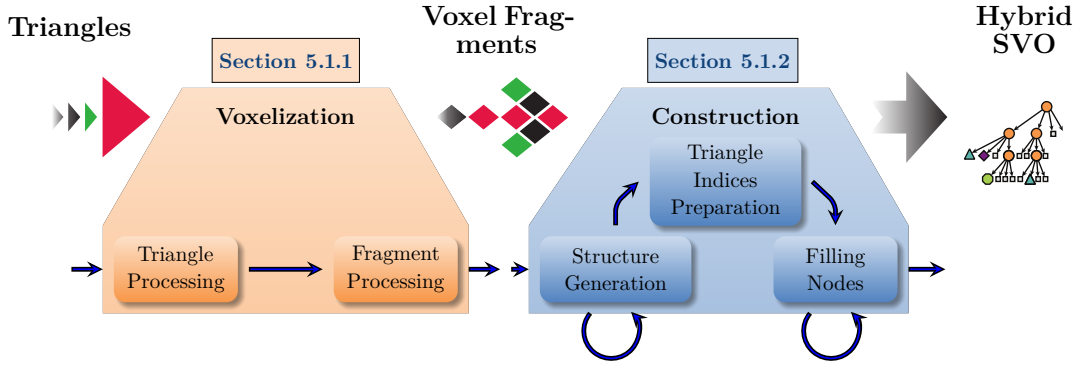 Triangles
Voxel Frag-
ments
Hybrid
SVO
Section 5.1.1
Section 5.1.2
Voxelization
Construction
Triangle
Indices
Preparation
Triangle
Processing
Fragment
Processing
Structure
Generation
Filling
Nodes